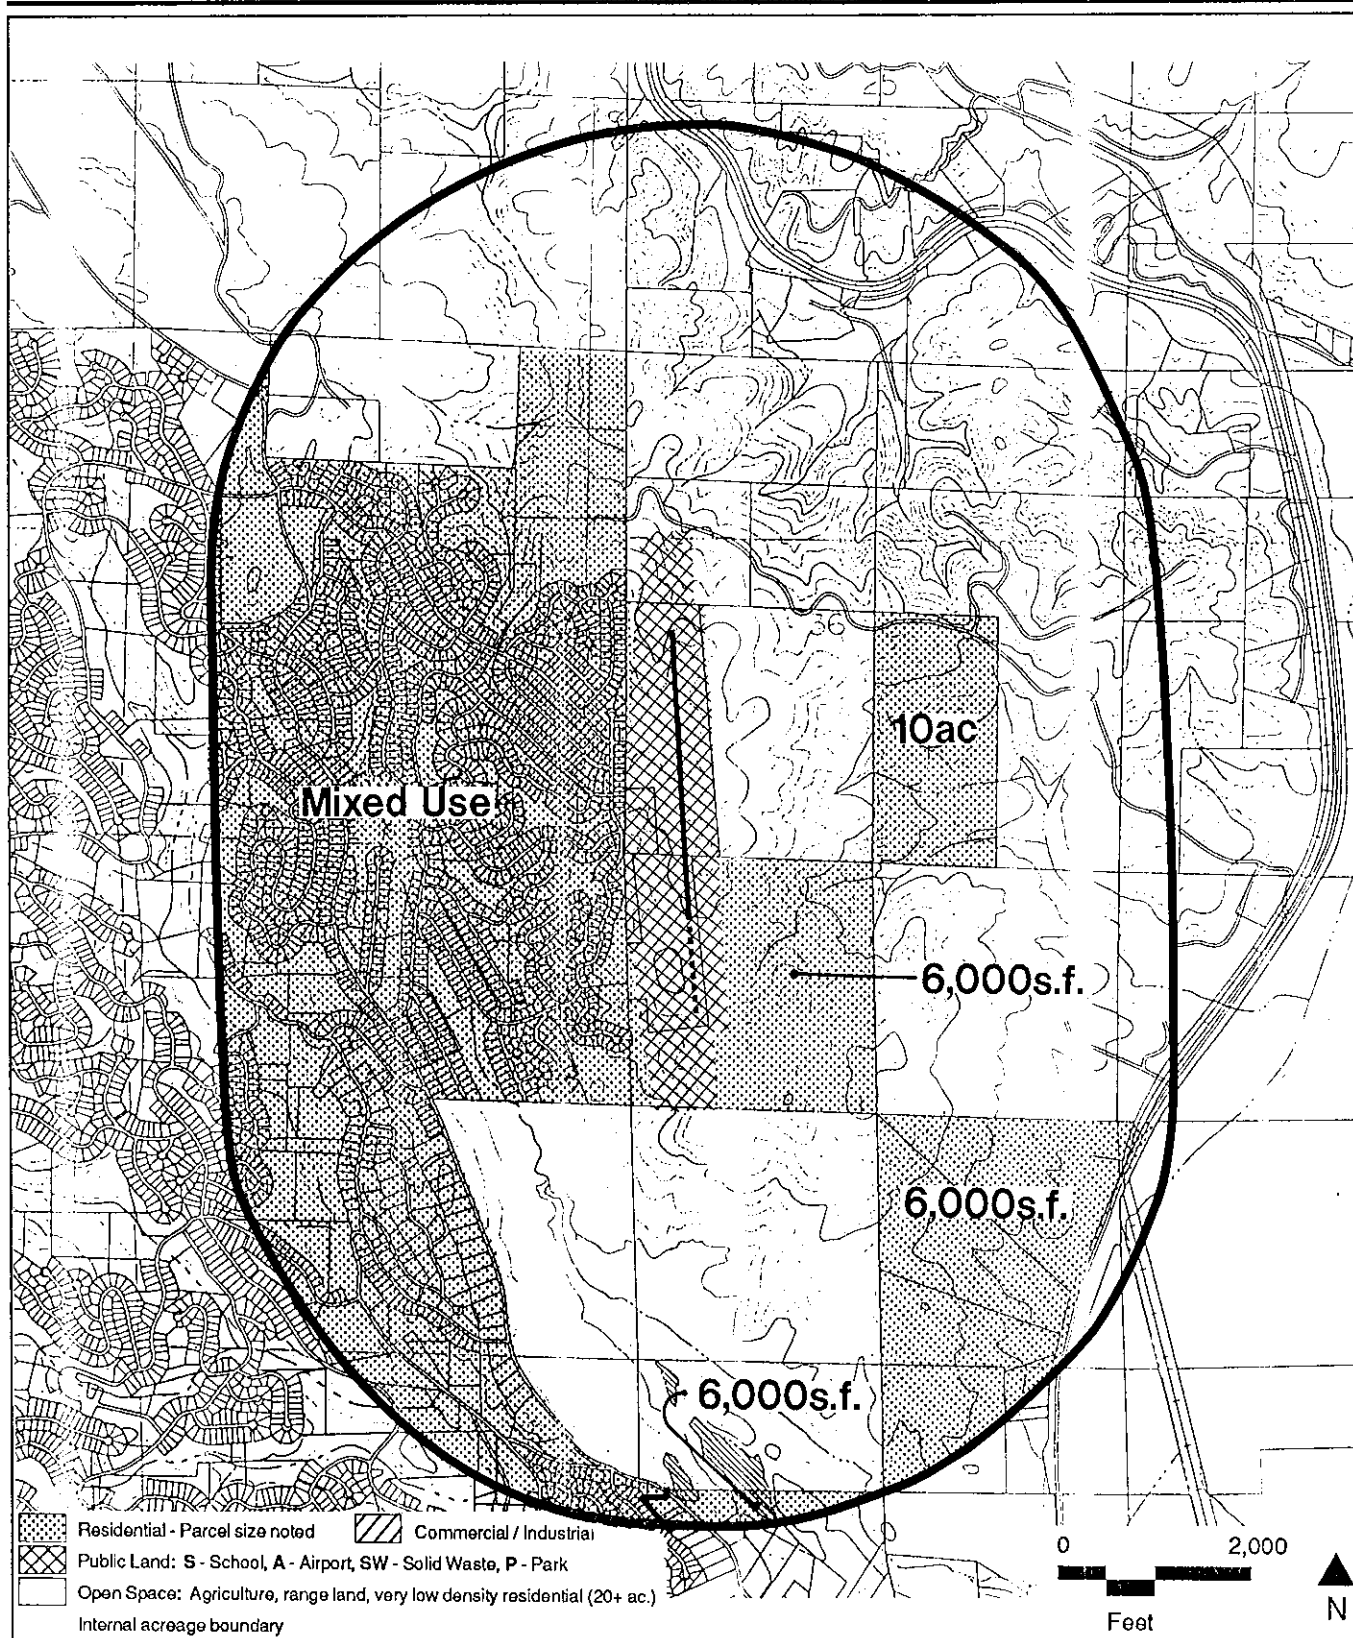 25
36
10ac
Mixed Use
6,000s.f.
6,000s.f.
6,000s.f.
Residential - Parcel size noted
Commercial / Industrial
Public Land: S - School, A - Airport, SW - Solid Waste, P - Park
Open Space: Agriculture, range land, very low density residential (20+ ac.)
Internal acreage boundary
0 2,000
Feet
N